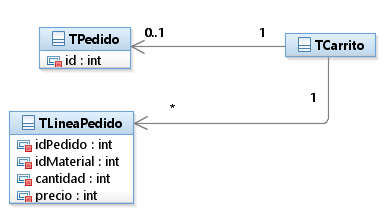 TPedido
id : int
0..1
1
TCarrito
1
*
TLineaPedido
idPedido : int
idMaterial : int
cantidad : int
precio : int